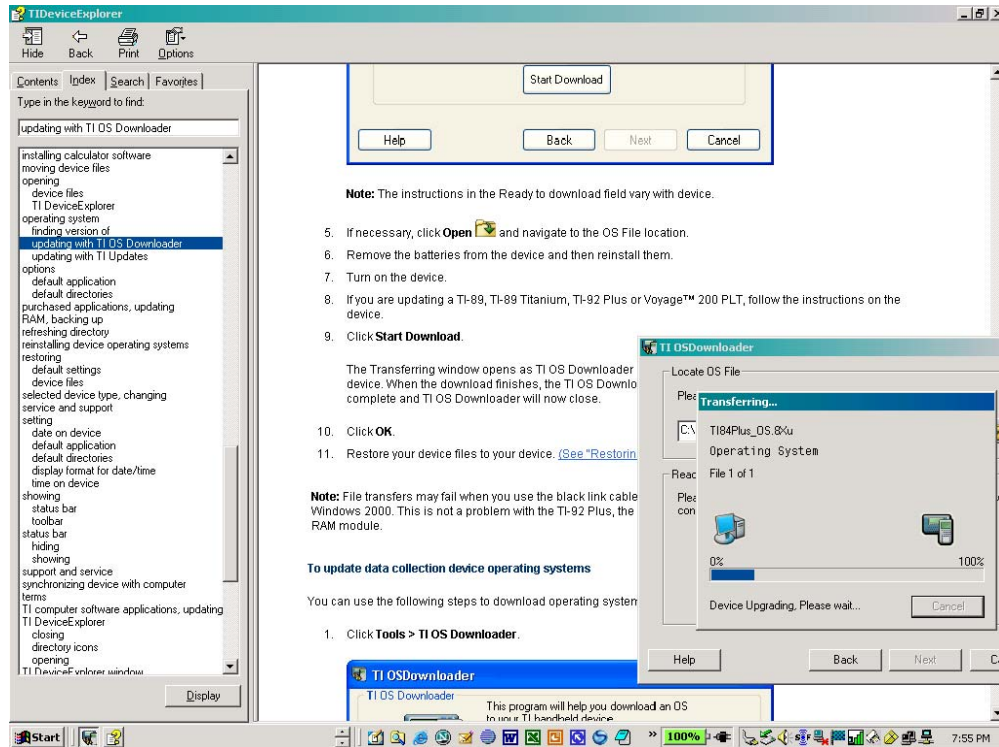 TIDeviceExplorer
Hide Back Print Options
Contents Index Search Favorites
Type in the keyword to find:
updating with TI OS Downloader
installing calculator software
moving device files
opening
device files
TI DeviceExplorer
operating system
finding version of
updating with TI OS Downloader
updating with TI Updates
options
default application
default directories
purchased applications, updating
RAM, backing up
refreshing directory
reinstalling device operating systems
restoring
default settings
device files
selected device type, changing
service and support
setting
date on device
default application
default directories
display format for date/time
time on device
showing
status bar
toolbar
status bar
hiding
showing
support and service
synchronizing device with computer
terms
TI computer software applications, updating
TI DeviceExplorer
closing
directory icons
opening
TI DeviceExplorer window
Display
Start Download
Help Back Next Cancel
Note: The instructions in the Ready to download field vary with device.
5. If necessary, click Open and navigate to the OS File location.
6. Remove the batteries from the device and then reinstall them.
7. Turn on the device.
8. If you are updating a TI-89, TI-89 Titanium, TI-92 Plus or Voyage™ 200 PLT, follow the instructions on the
device.
9. Click Start Download.
The Transferring window opens as TI OS Downloader
device. When the download finishes, the TI OS Downlo
complete and TI OS Downloader will now close.
10. Click OK.
11. Restore your device files to your device. (See "Restorin
Note: File transfers may fail when you use the black link cable
Windows 2000. This is not a problem with the TI-92 Plus, the
RAM module.
To update data collection device operating systems
You can use the following steps to download operating system
1. Click Tools > TI OS Downloader.
TI OSDownloader
TI OS Downloader
This program will help you download an OS
to your TI handheld device
TI OSDownloader
Locate OS File
Plea
C:\
Reac
Plea
con
Transferring...
TI84Plus_OS.8Xu
Operating System
File 1 of 1
0% 100%
Device Upgrading, Please wait... Cancel
Help Back Next C
Start
100%
7:55 PM